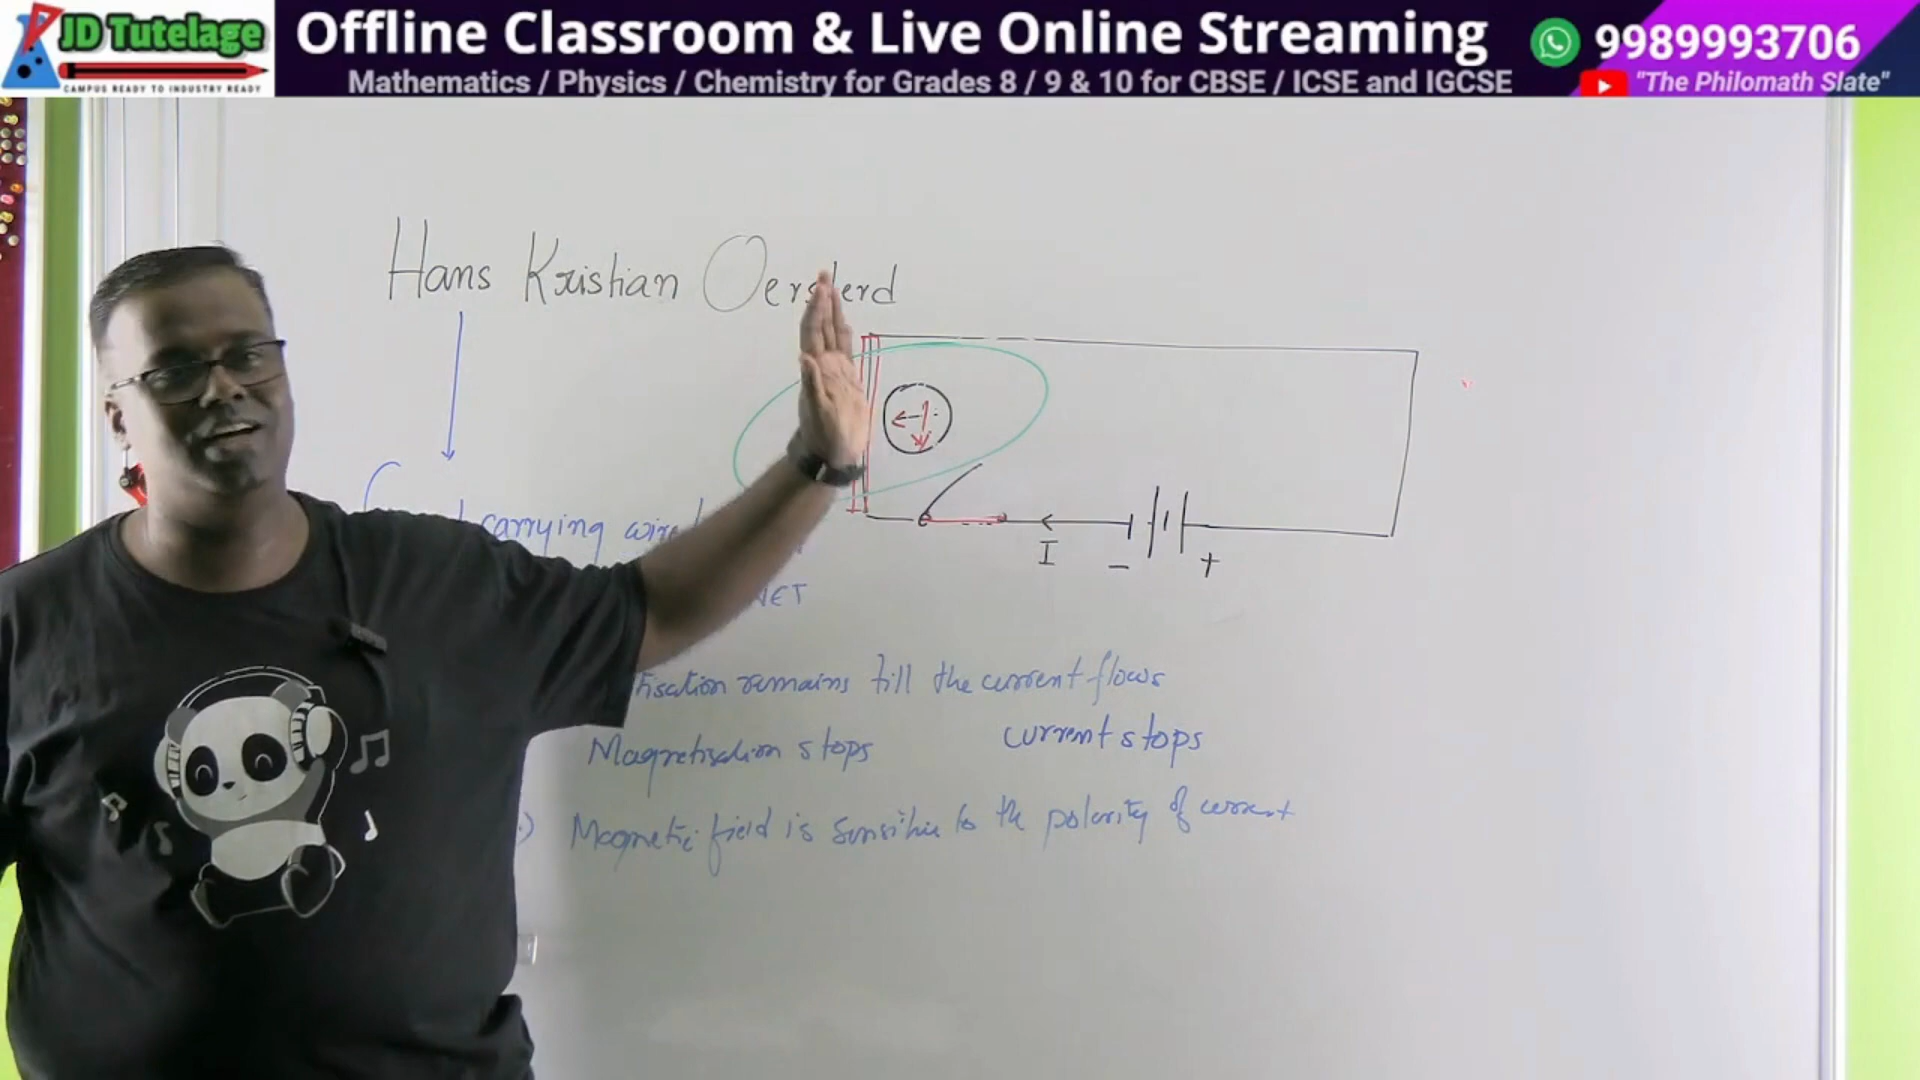 JD Tutelage
CAMPUS READY TO INDUSTRY READY
Offline Classroom & Live Online Streaming
9989993706
Mathematics / Physics / Chemistry for Grades 8 / 9 & 10 for CBSE / ICSE and IGCSE
"The Philomath Slate"
Hans Kristian Oersterd
carrying wire
I
-
+
NET
tisation remains till the current flows
Magnetisation stops
current stops
Magnetic field is sensitive to the polarity of current